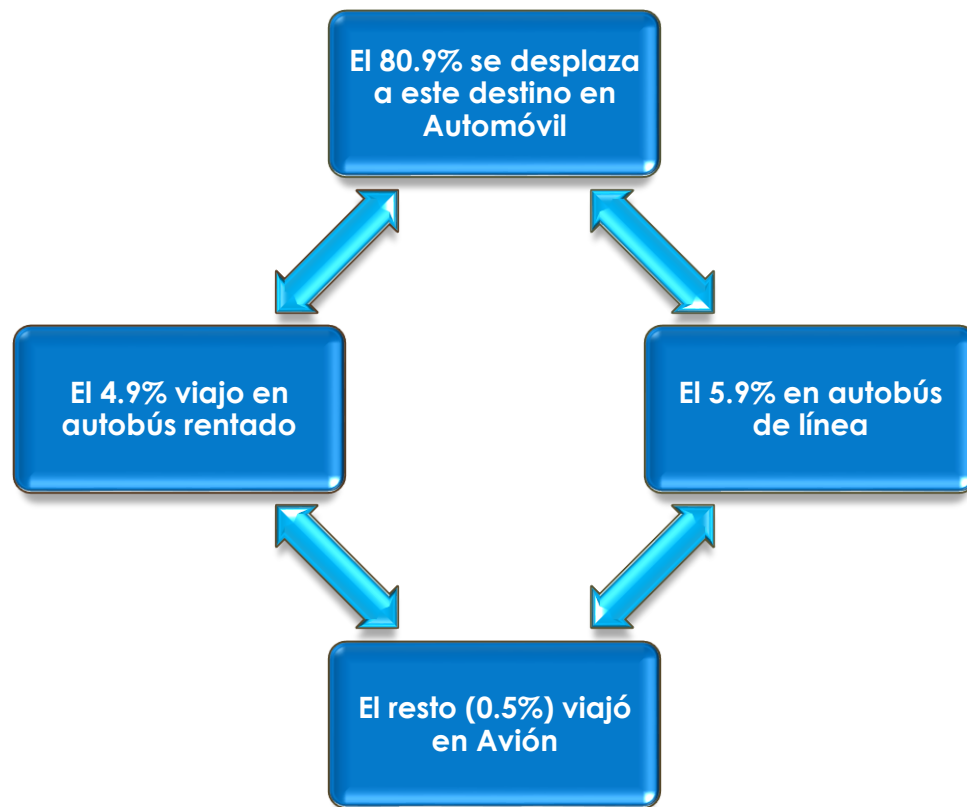 El 80.9% se desplaza
a este destino en
Automóvil
El 4.9% viajo en
autobús rentado
El 5.9% en autobús
de línea
El resto (0.5%) viajó
en Avión